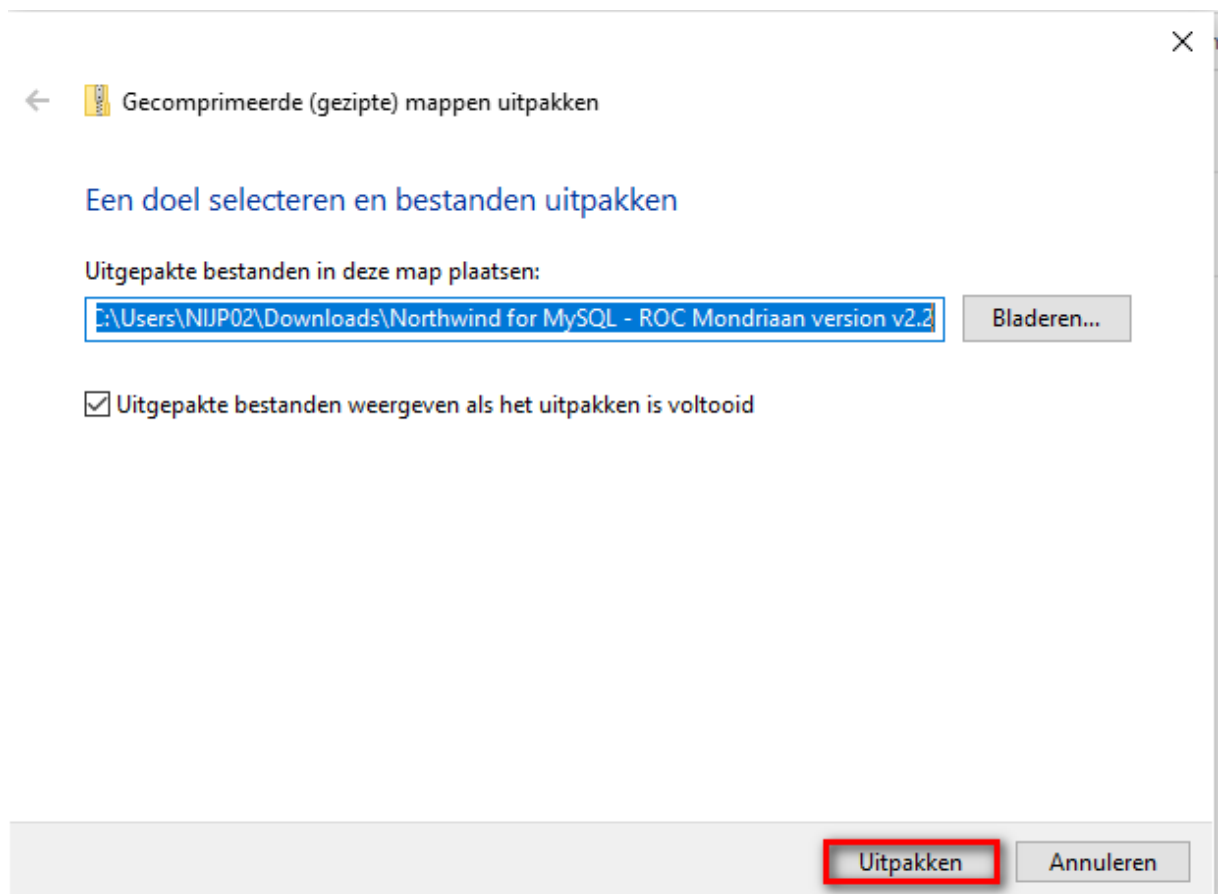 Gecomprimeerde (gezipte) mappen uitpakken
Een doel selecteren en bestanden uitpakken
Uitgepakte bestanden in deze map plaatsen:
C:\Users\NIJP02\Downloads\Northwind for MySQL - ROC Mondriaan version v2.2
Bladeren...
Uitgepakte bestanden weergeven als het uitpakken is voltooid
Uitpakken
Annuleren